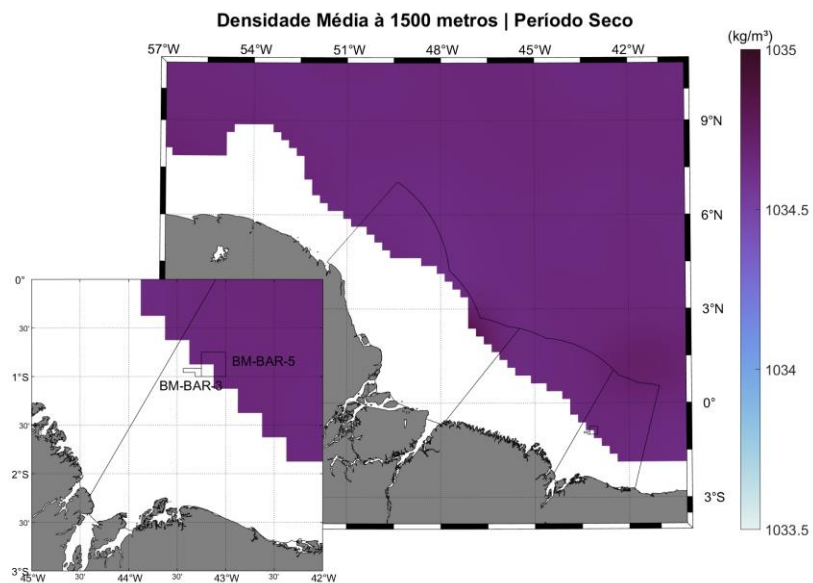 Densidade Média à 1500 metros | Período Seco
(kg/m³)
57°W 54°W 51°W 48°W 45°W 42°W
1035
9°N
6°N
1034.5
3°N
0°
1034
3°S
1033.5
0°
30'
1°S
30'
2°S
30'
3°S
BM-BAR-5
BM-BAR-3
45°W 30' 44°W 30' 43°W 30' 42°W